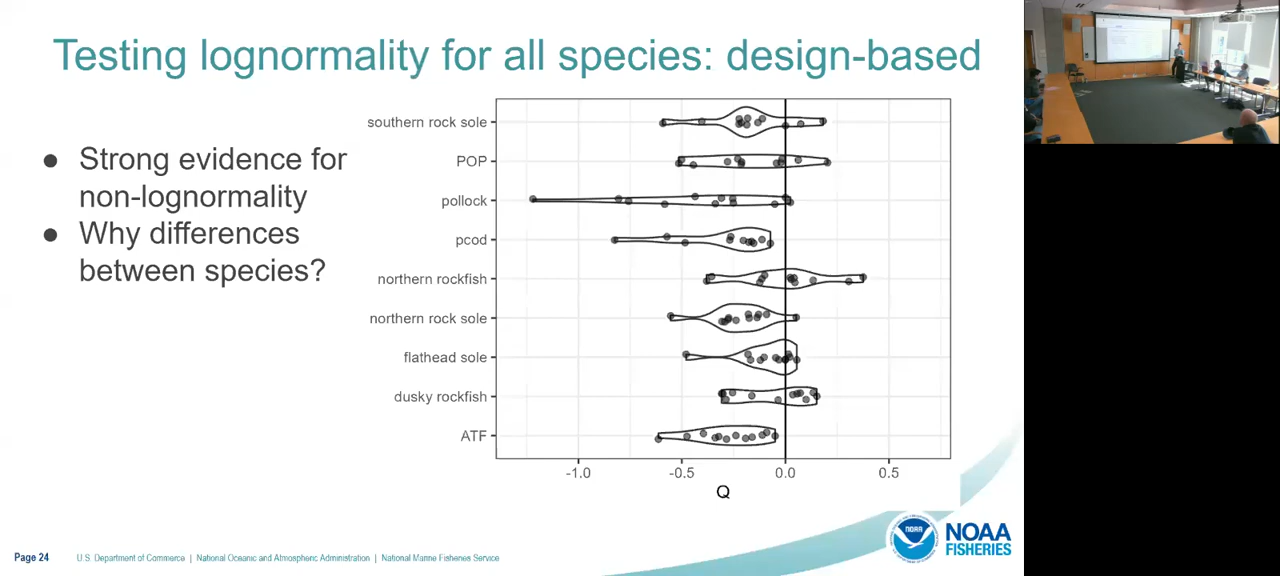 Testing lognormality for all species: design-based
● Strong evidence for
non-lognormality
● Why differences
between species?
southern rock sole
POP
pollock
pcod
northern rockfish
northern rock sole
flathead sole
dusky rockfish
ATF
-1.0 -0.5 0.0 0.5
Q
Page 24 U.S. Department of Commerce | National Oceanic and Atmospheric Administration | National Marine Fisheries Service
NOAA
NOAA
FISHERIES